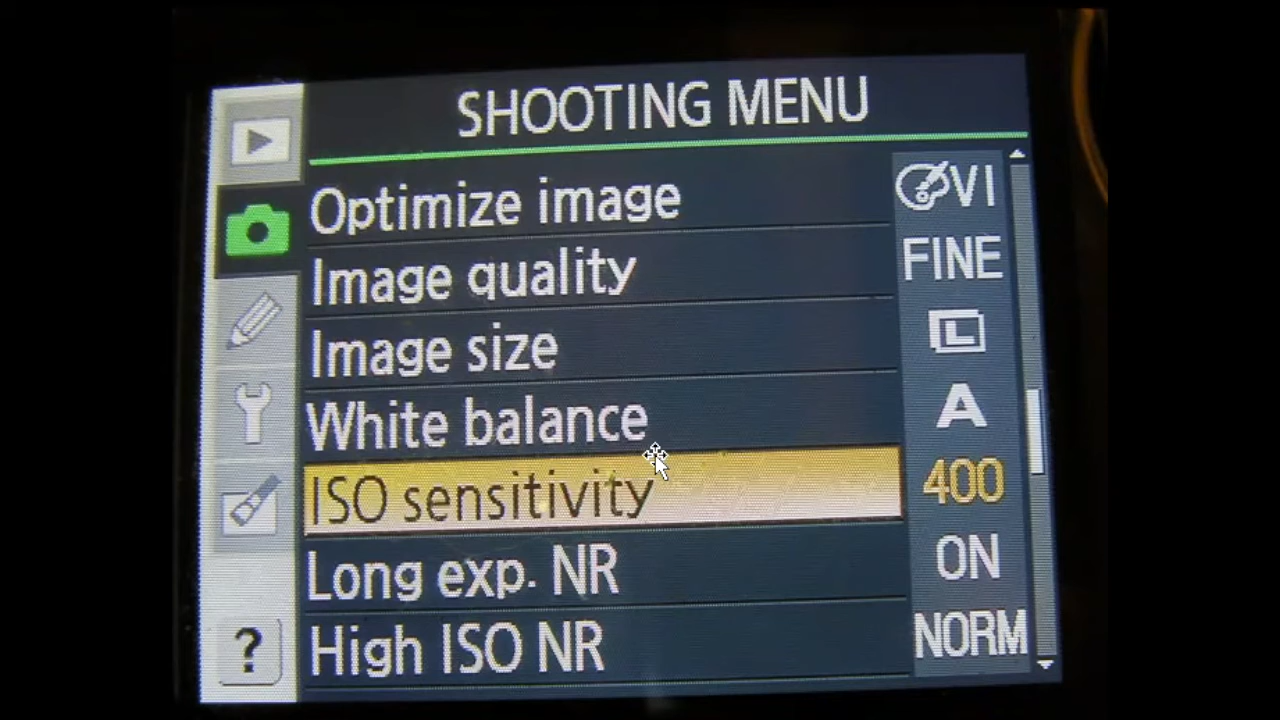 SHOOTING MENU
Optimize image VI
Image quality FINE
Image size L
White balance A
ISO sensitivity 400
Long exp. NR ON
High ISO NR NORM
?